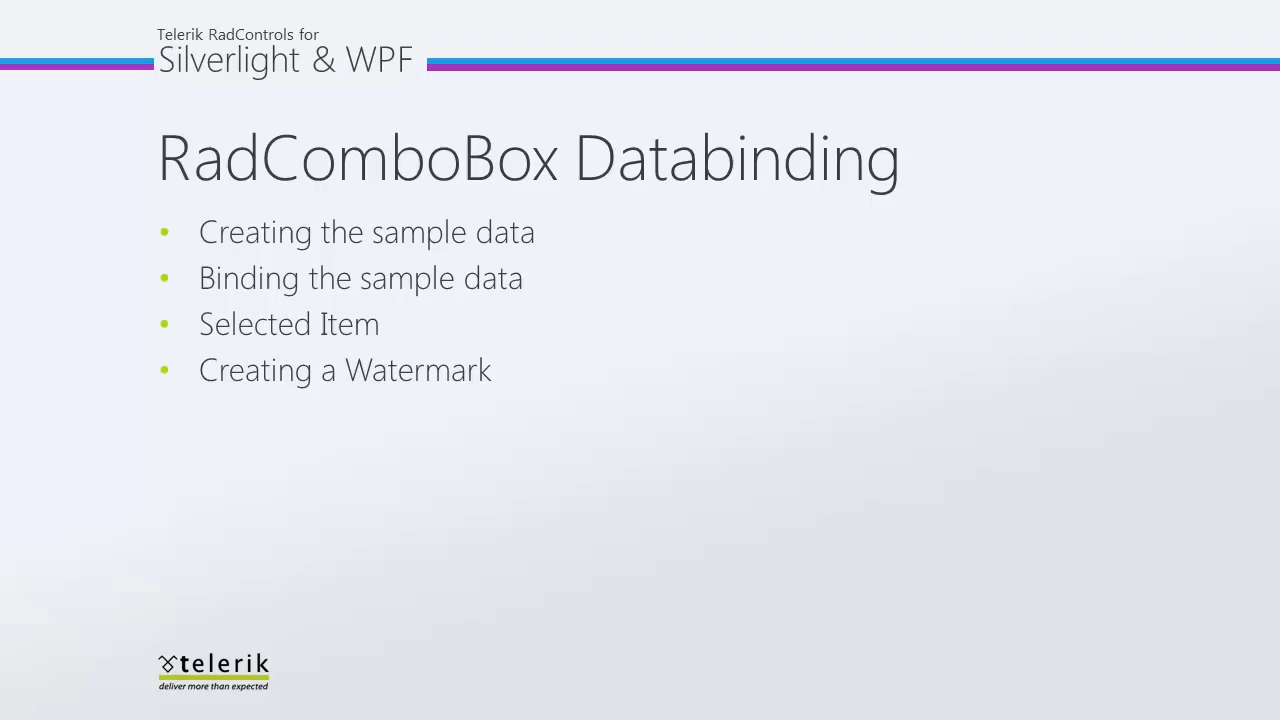 Telerik RadControls for
Silverlight & WPF
RadComboBox Databinding
• Creating the sample data
• Binding the sample data
• Selected Item
• Creating a Watermark
telerik
deliver more than expected